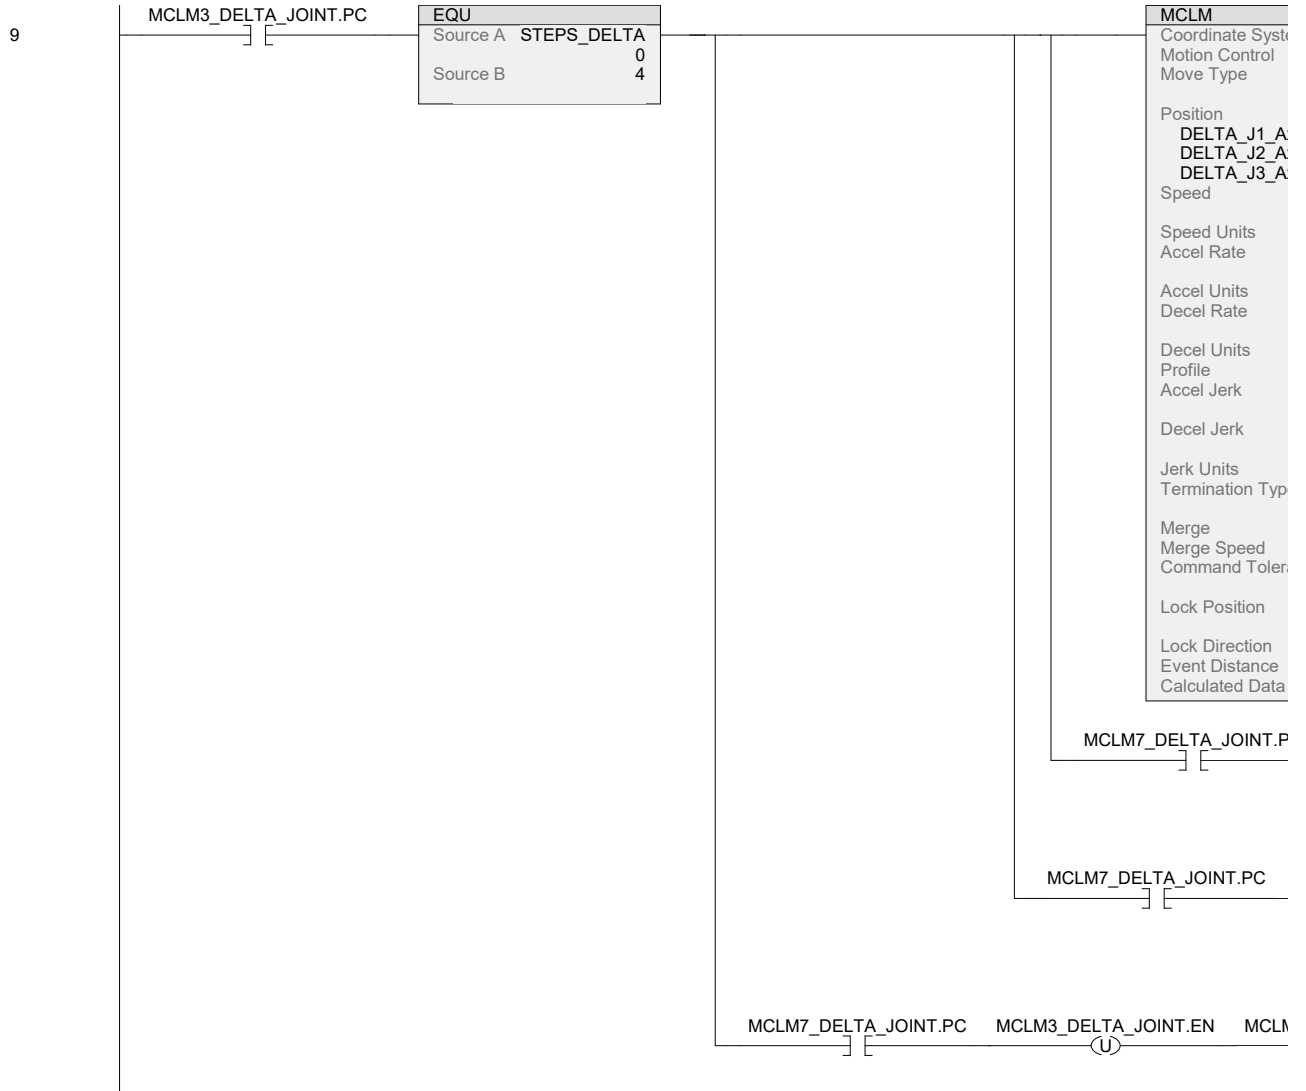 MCLM3_DELTA_JOINT.PC
9
EQU
Source A STEPS_DELTA
0
Source B 4
MCLM
Coordinate Syste
Motion Control
Move Type
Position
DELTA_J1_A
DELTA_J2_A
DELTA_J3_A
Speed
Speed Units
Accel Rate
Accel Units
Decel Rate
Decel Units
Profile
Accel Jerk
Decel Jerk
Jerk Units
Termination Typ
Merge
Merge Speed
Command Toler
Lock Position
Lock Direction
Event Distance
Calculated Data
MCLM7_DELTA_JOINT.P
MCLM7_DELTA_JOINT.PC
MCLM7_DELTA_JOINT.PC MCLM3_DELTA_JOINT.EN MCL
U